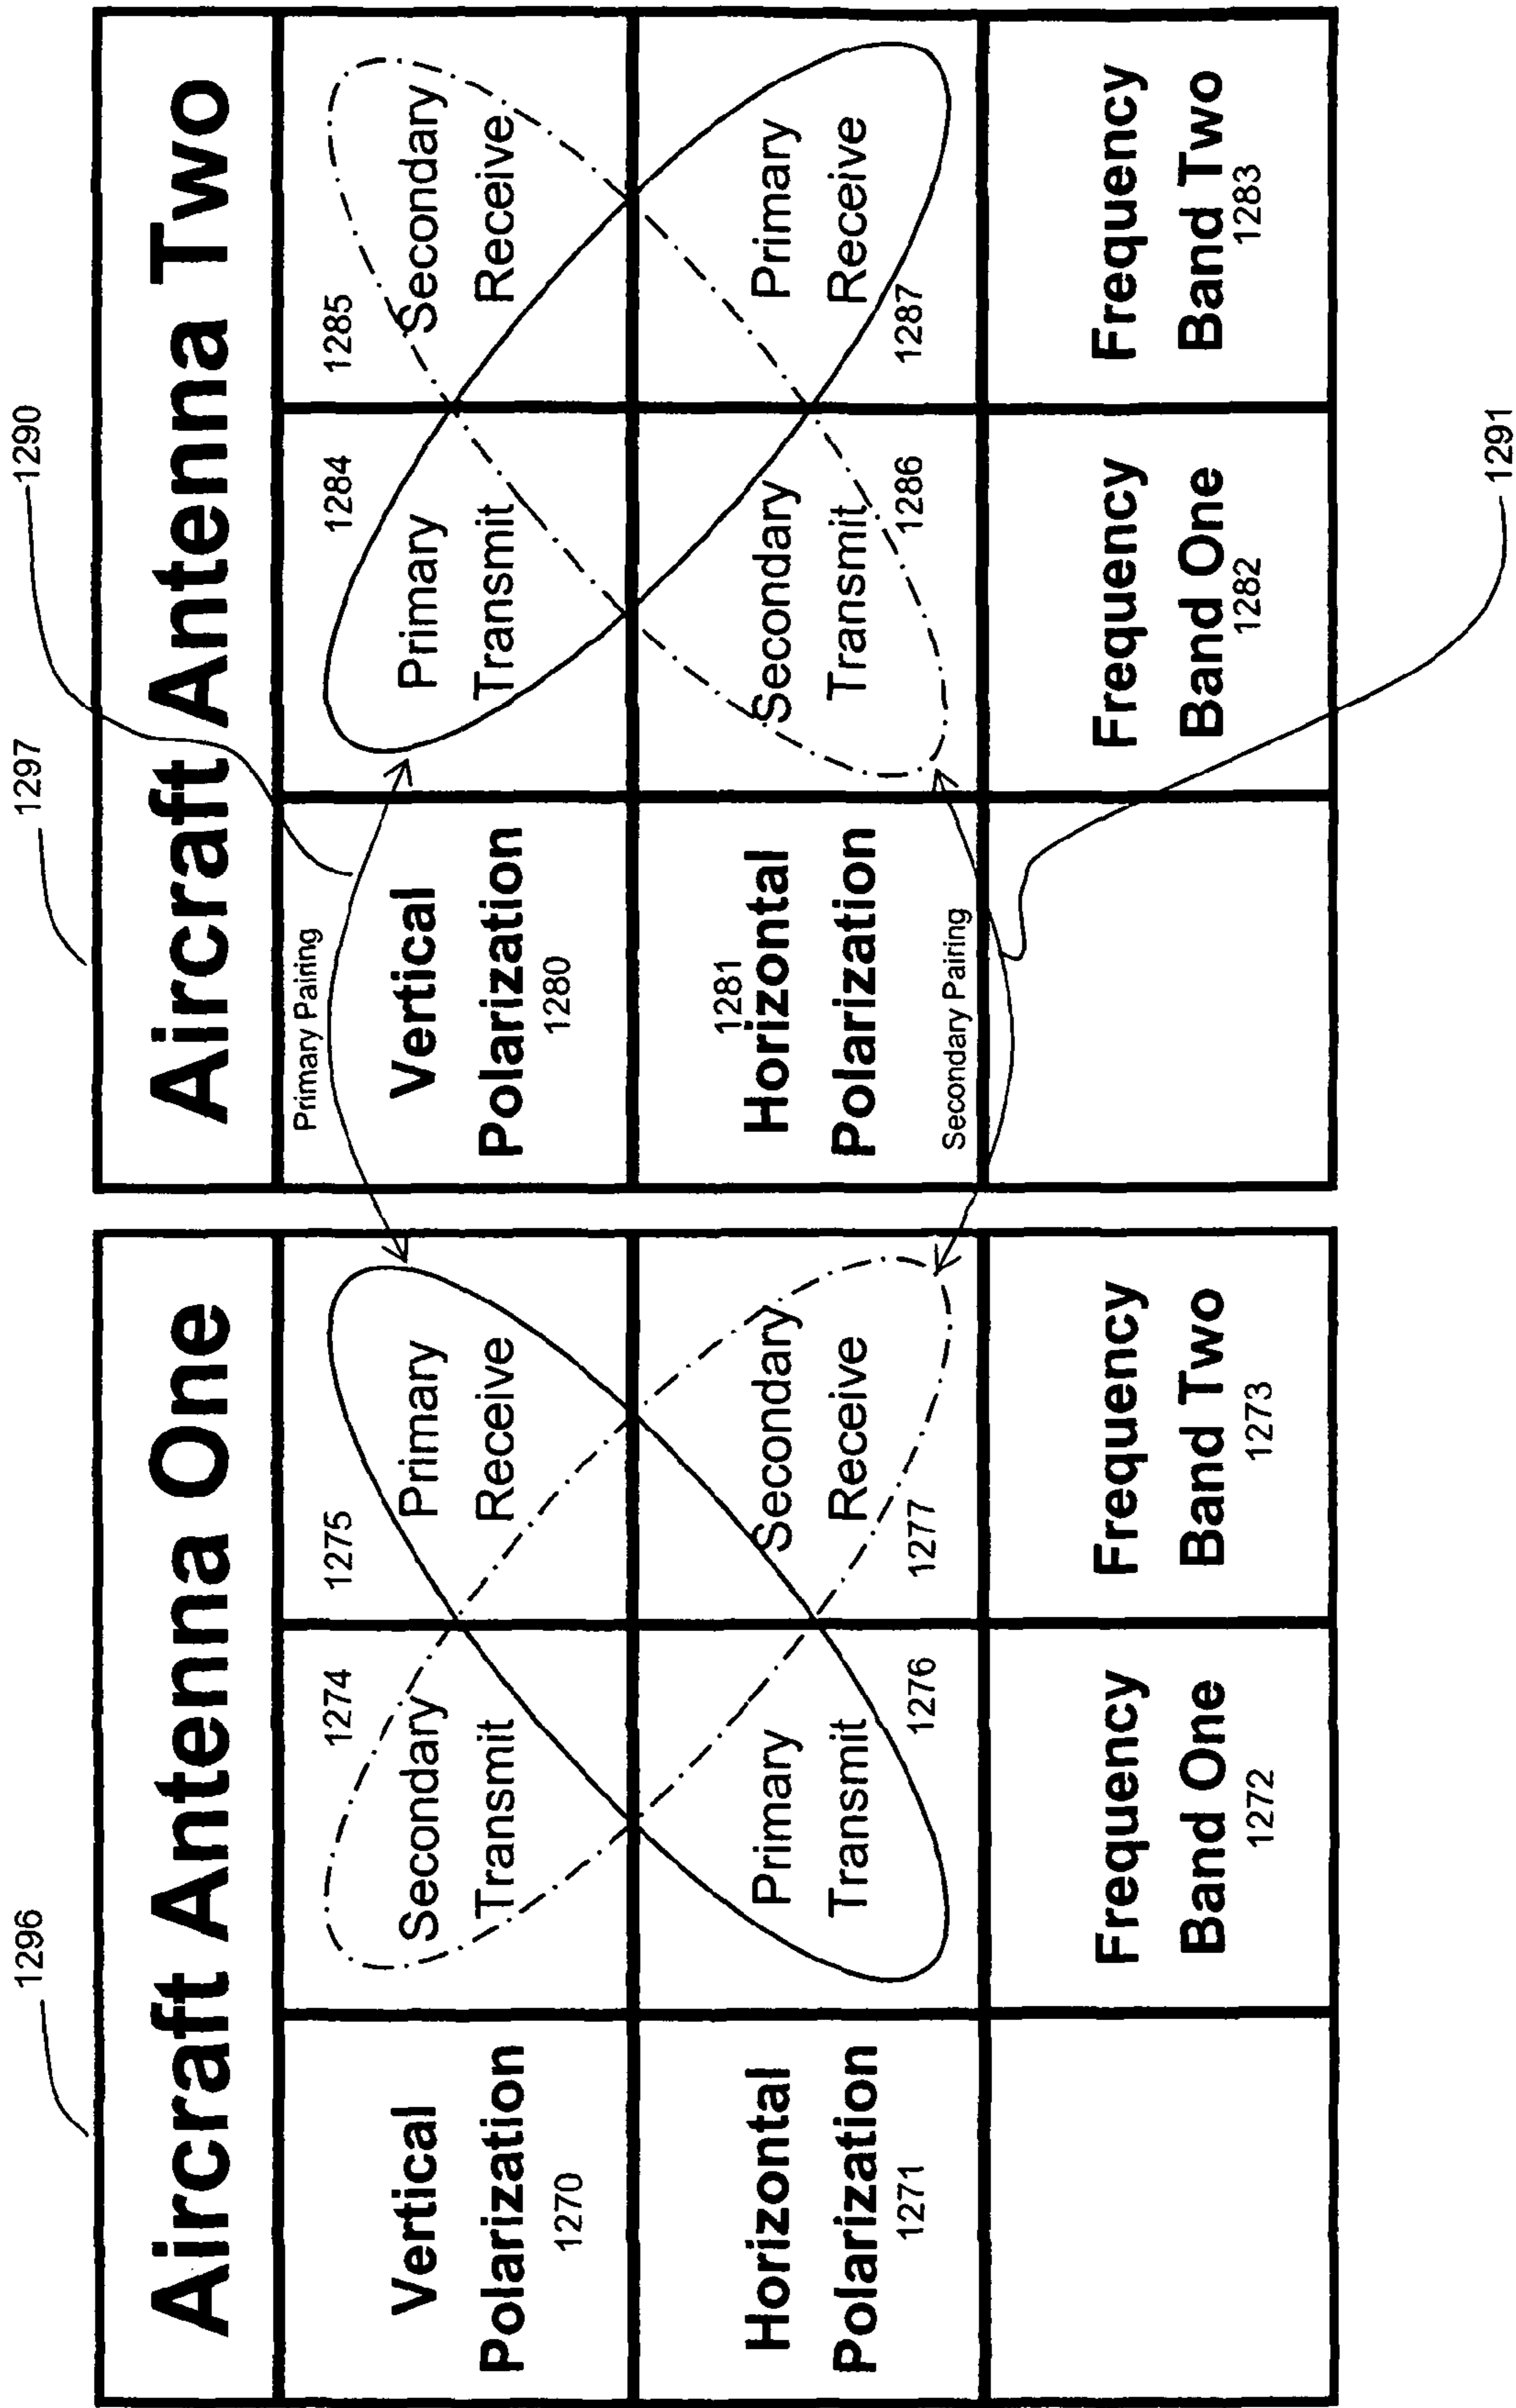 1296
Aircraft Antenna One
Vertical
Polarization
1270
1274
Secondary
Transmit
1275
Primary
Receive
Horizontal
Polarization
1271
Primary
Transmit
1276
Secondary
Receive
1277
Frequency
Band One
1272
Frequency
Band Two
1273
1297
1290
Aircraft Antenna Two
Primary Pairing
Vertical
Polarization
1280
1284
Primary
Transmit
1285
Secondary
Receive
1281
Horizontal
Polarization
Secondary Pairing
Secondary
Transmit
1286
Primary
Receive
1287
Frequency
Band One
1282
Frequency
Band Two
1283
1291